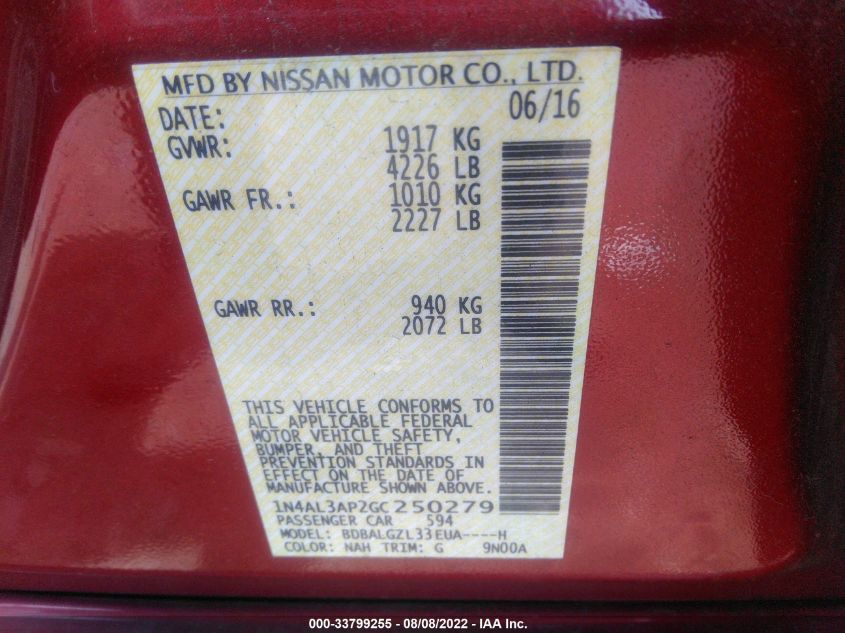 MFD BY NISSAN MOTOR CO., LTD.
DATE: 06/16
GVWR: 1917 KG
4226 LB
GAWR FR.: 1010 KG
2227 LB
GAWR RR.: 940 KG
2072 LB
THIS VEHICLE CONFORMS TO
ALL APPLICABLE FEDERAL
MOTOR VEHICLE SAFETY,
BUMPER, AND THEFT
PREVENTION STANDARDS IN
EFFECT ON THE DATE OF
MANUFACTURE SHOWN ABOVE.
1N4AL3AP2GC250279
PASSENGER CAR 594
MODEL: BDBALGZL33EUA----H
COLOR: NAH TRIM: G 9N00A
000-33799255 - 08/08/2022 - IAA Inc.